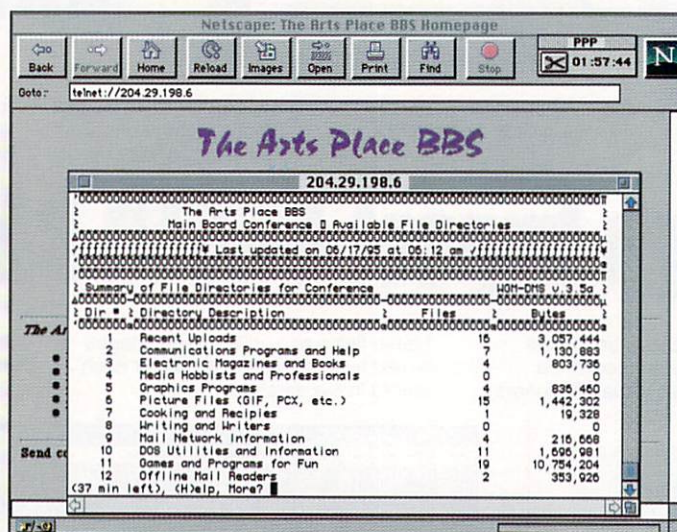 Netscape: The Arts Place BBS Homepage
Back Forward Home Reload Images Open Print Find Stop
PPP
01:57:44
N
Goto: telnet://204.29.198.6
The Arts Place BBS
204.29.198.6
The Arts Place BBS
Main Board Conference Available File Directories
Last updated on 06/17/95 at 06:12 am
Summary of File Directories for Conference WGM-DMS v.3.5a
Dir # Directory Description Files Bytes
1 Recent Uploads 16 3,057,444
2 Communications Programs and Help 7 1,130,883
3 Electronic Magazines and Books 4 803,736
4 Media Hobbists and Professionals 0 0
5 Graphics Programs 4 836,460
6 Picture Files (GIF, PCX, etc.) 15 1,442,302
7 Cooking and Recipies 1 19,328
8 Writing and Writers 0 0
9 Mail Network Information 4 216,668
10 DOS Utilities and Information 11 1,696,981
11 Games and Programs for Fun 19 10,754,204
12 Offline Mail Readers 2 353,926
(37 min left), (H)elp, More?
The Ar
Send co